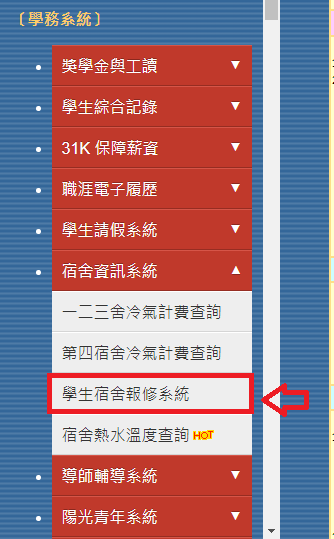 〔學務系統〕
獎學金與工讀
學生綜合記錄
31K 保障薪資
職涯電子履歷
學生請假系統
宿舍資訊系統
一二三舍冷氣計費查詢
第四宿舍冷氣計費查詢
學生宿舍報修系統
宿舍熱水溫度查詢 HOT
導師輔導系統
陽光青年系統